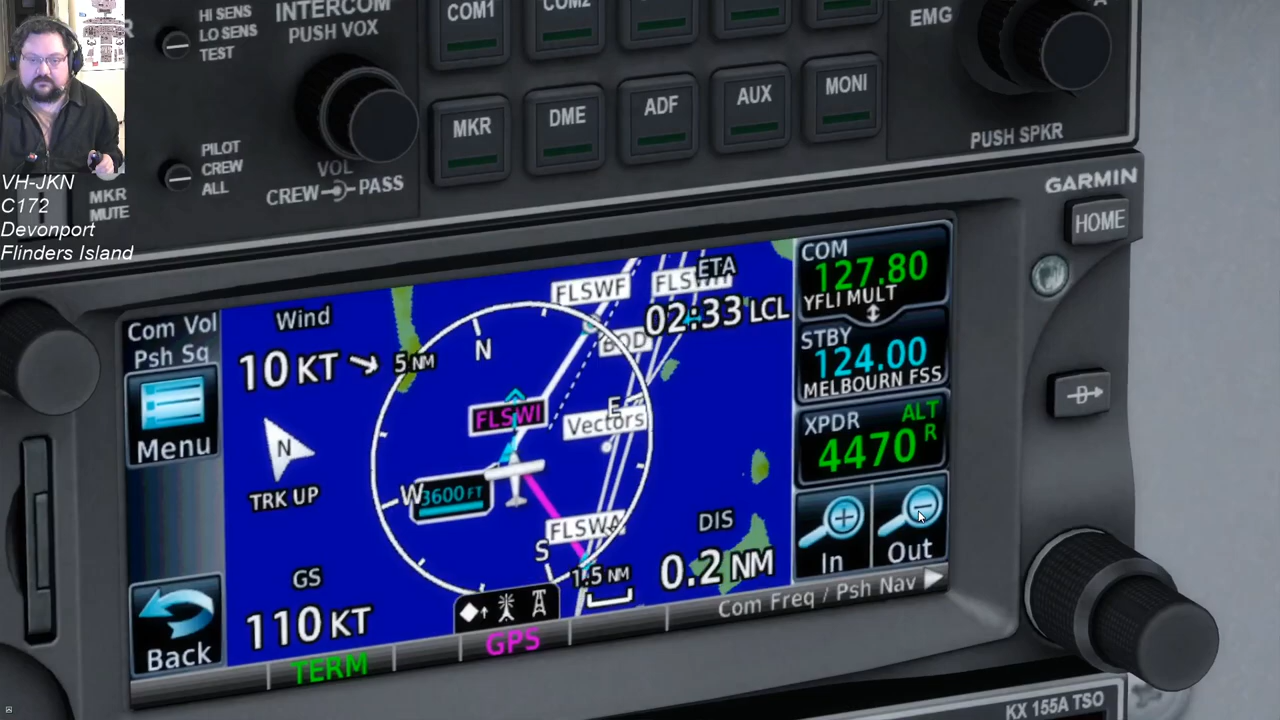 HI SENS
LO SENS
TEST
INTERCOM
PUSH VOX
COM1
COM2
EMG
A
MKR
DME
ADF
AUX
MONI
PUSH SPKR
PILOT
CREW
ALL
VOL
CREW PASS
MKR
MUTE
VH-JKN
C172
Devonport
Flinders Island
GARMIN
HOME
D
Com Vol
Psh Sq
Menu
Back
Wind
10 KT
5 NM
N
TRK UP
GS
110 KT
TERM
GPS
FLSWF
FLS
ETA
02:33 LCL
N
E
S
W
FLSWI
Vectors
3600 FT
FLSWA
1.5 NM
DIS
0.2 NM
COM
127.80
YFLI MULT
STBY
124.00
MELBOURN FSS
XPDR
ALT
4470 R
In
Out
Com Freq / Psh Nav
KX 155A TSO